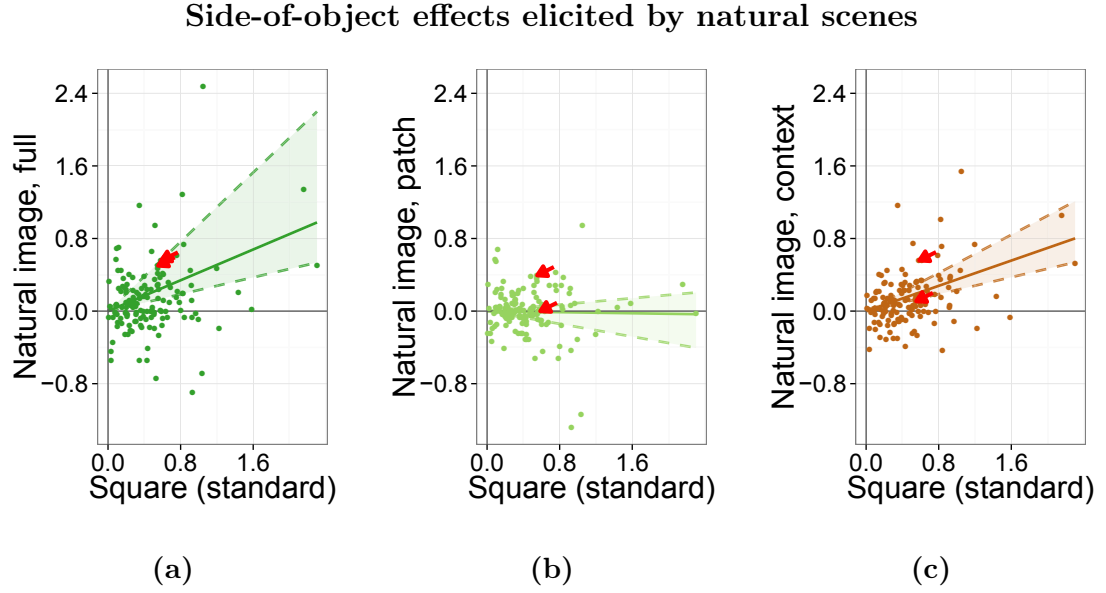 Side-of-object effects elicited by natural scenes
Natural image, full
2.4
1.6
0.8
0.0
−0.8
0.0 0.8 1.6
Square (standard)
(a)
Natural image, patch
2.4
1.6
0.8
0.0
−0.8
0.0 0.8 1.6
Square (standard)
(b)
Natural image, context
2.4
1.6
0.8
0.0
−0.8
0.0 0.8 1.6
Square (standard)
(c)